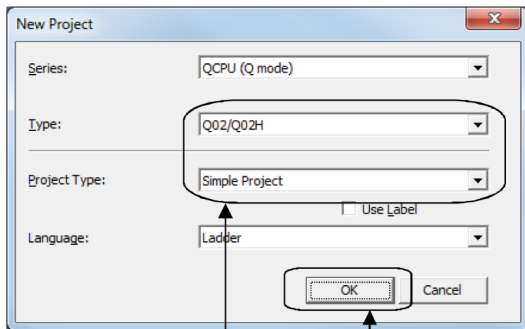 New Project
Series: QCPU (Q mode)
Type: Q02/Q02H
Project Type: Simple Project
Use Label
Language: Ladder
OK Cancel